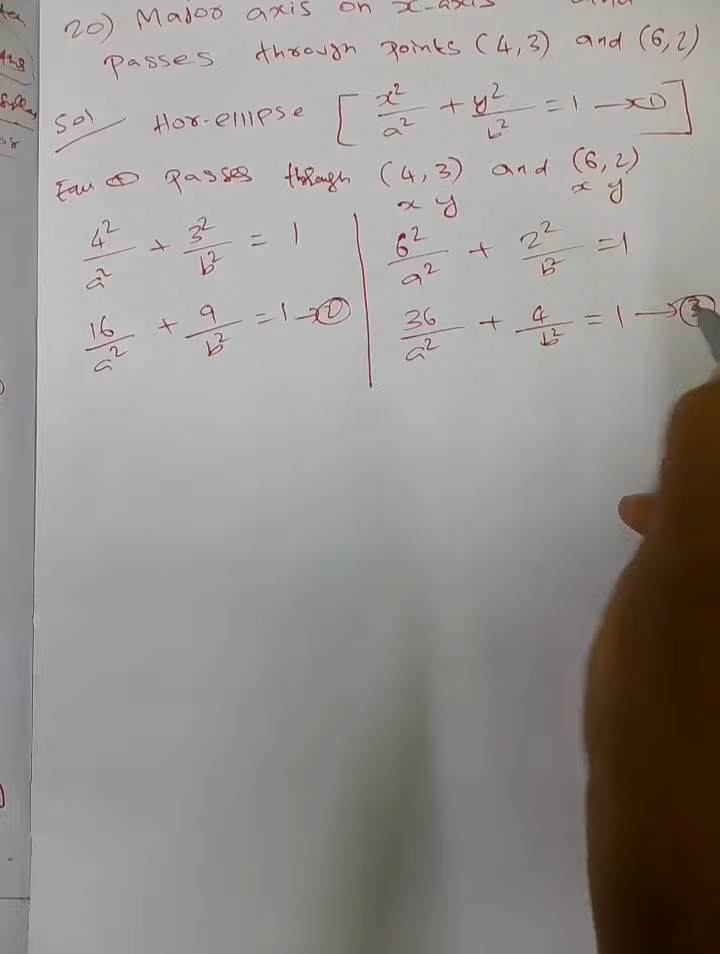 20) Major axis on x-axis and
passes through points (4,3) and (6,2)
Sol Hor-ellipse [ x²/a² + y²/b² = 1 → ① ]
Equ ① passes through (4,3) and (6,2)
x y x y
4²/a² + 3²/b² = 1
16/a² + 9/b² = 1 → ②
6²/a² + 2²/b² = 1
36/a² + 4/b² = 1 → ③